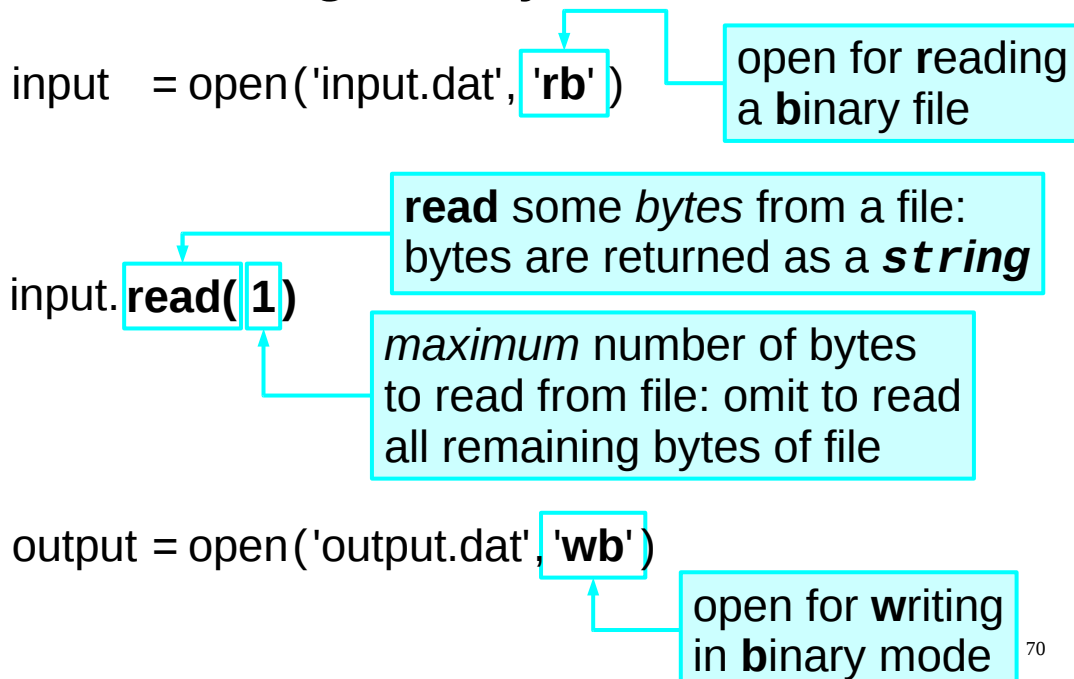 input = open('input.dat', 'rb')
open for reading
a binary file
read some bytes from a file:
bytes are returned as a string
input.read(1)
maximum number of bytes
to read from file: omit to read
all remaining bytes of file
output = open('output.dat', 'wb')
open for writing
in binary mode
70